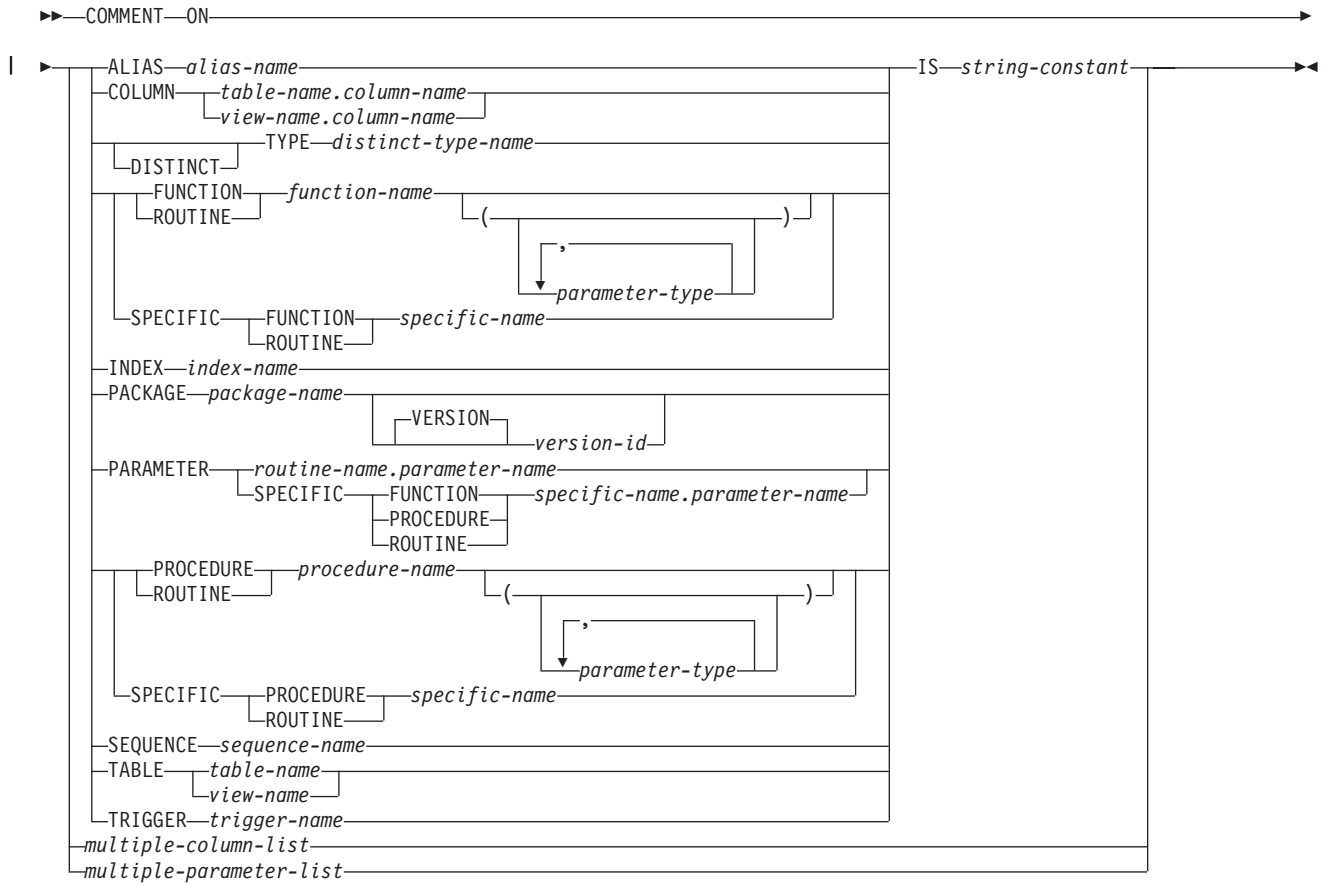 COMMENT ON
ALIAS alias-name IS string-constant
COLUMN table-name.column-name
view-name.column-name
TYPE distinct-type-name
DISTINCT
FUNCTION function-name
ROUTINE ( )
,
parameter-type
SPECIFIC FUNCTION specific-name
ROUTINE
INDEX index-name
PACKAGE package-name
VERSION
version-id
PARAMETER routine-name.parameter-name
SPECIFIC FUNCTION specific-name.parameter-name
PROCEDURE
ROUTINE
PROCEDURE procedure-name
ROUTINE ( )
,
parameter-type
SPECIFIC PROCEDURE specific-name
ROUTINE
SEQUENCE sequence-name
TABLE table-name
view-name
TRIGGER trigger-name
multiple-column-list
multiple-parameter-list